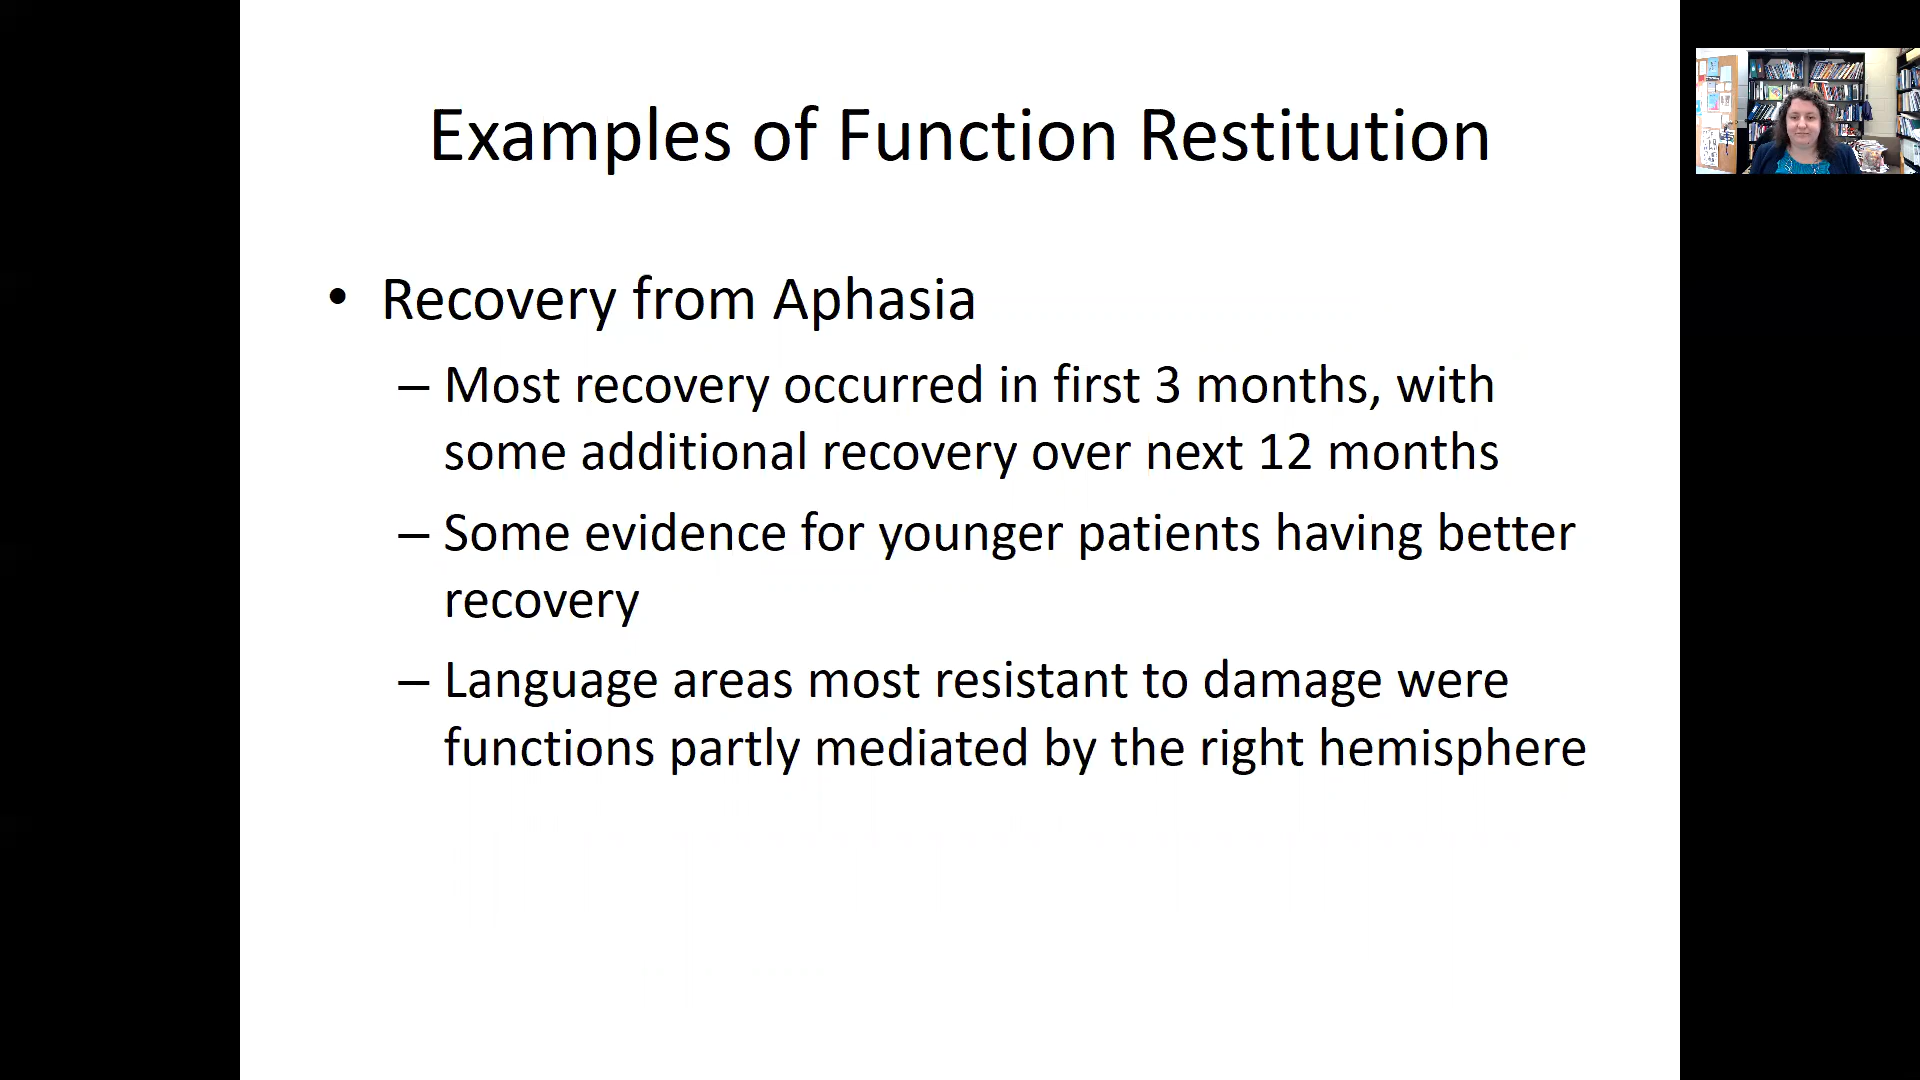 Examples of Function Restitution
• Recovery from Aphasia
– Most recovery occurred in first 3 months, with
some additional recovery over next 12 months
– Some evidence for younger patients having better
recovery
– Language areas most resistant to damage were
functions partly mediated by the right hemisphere